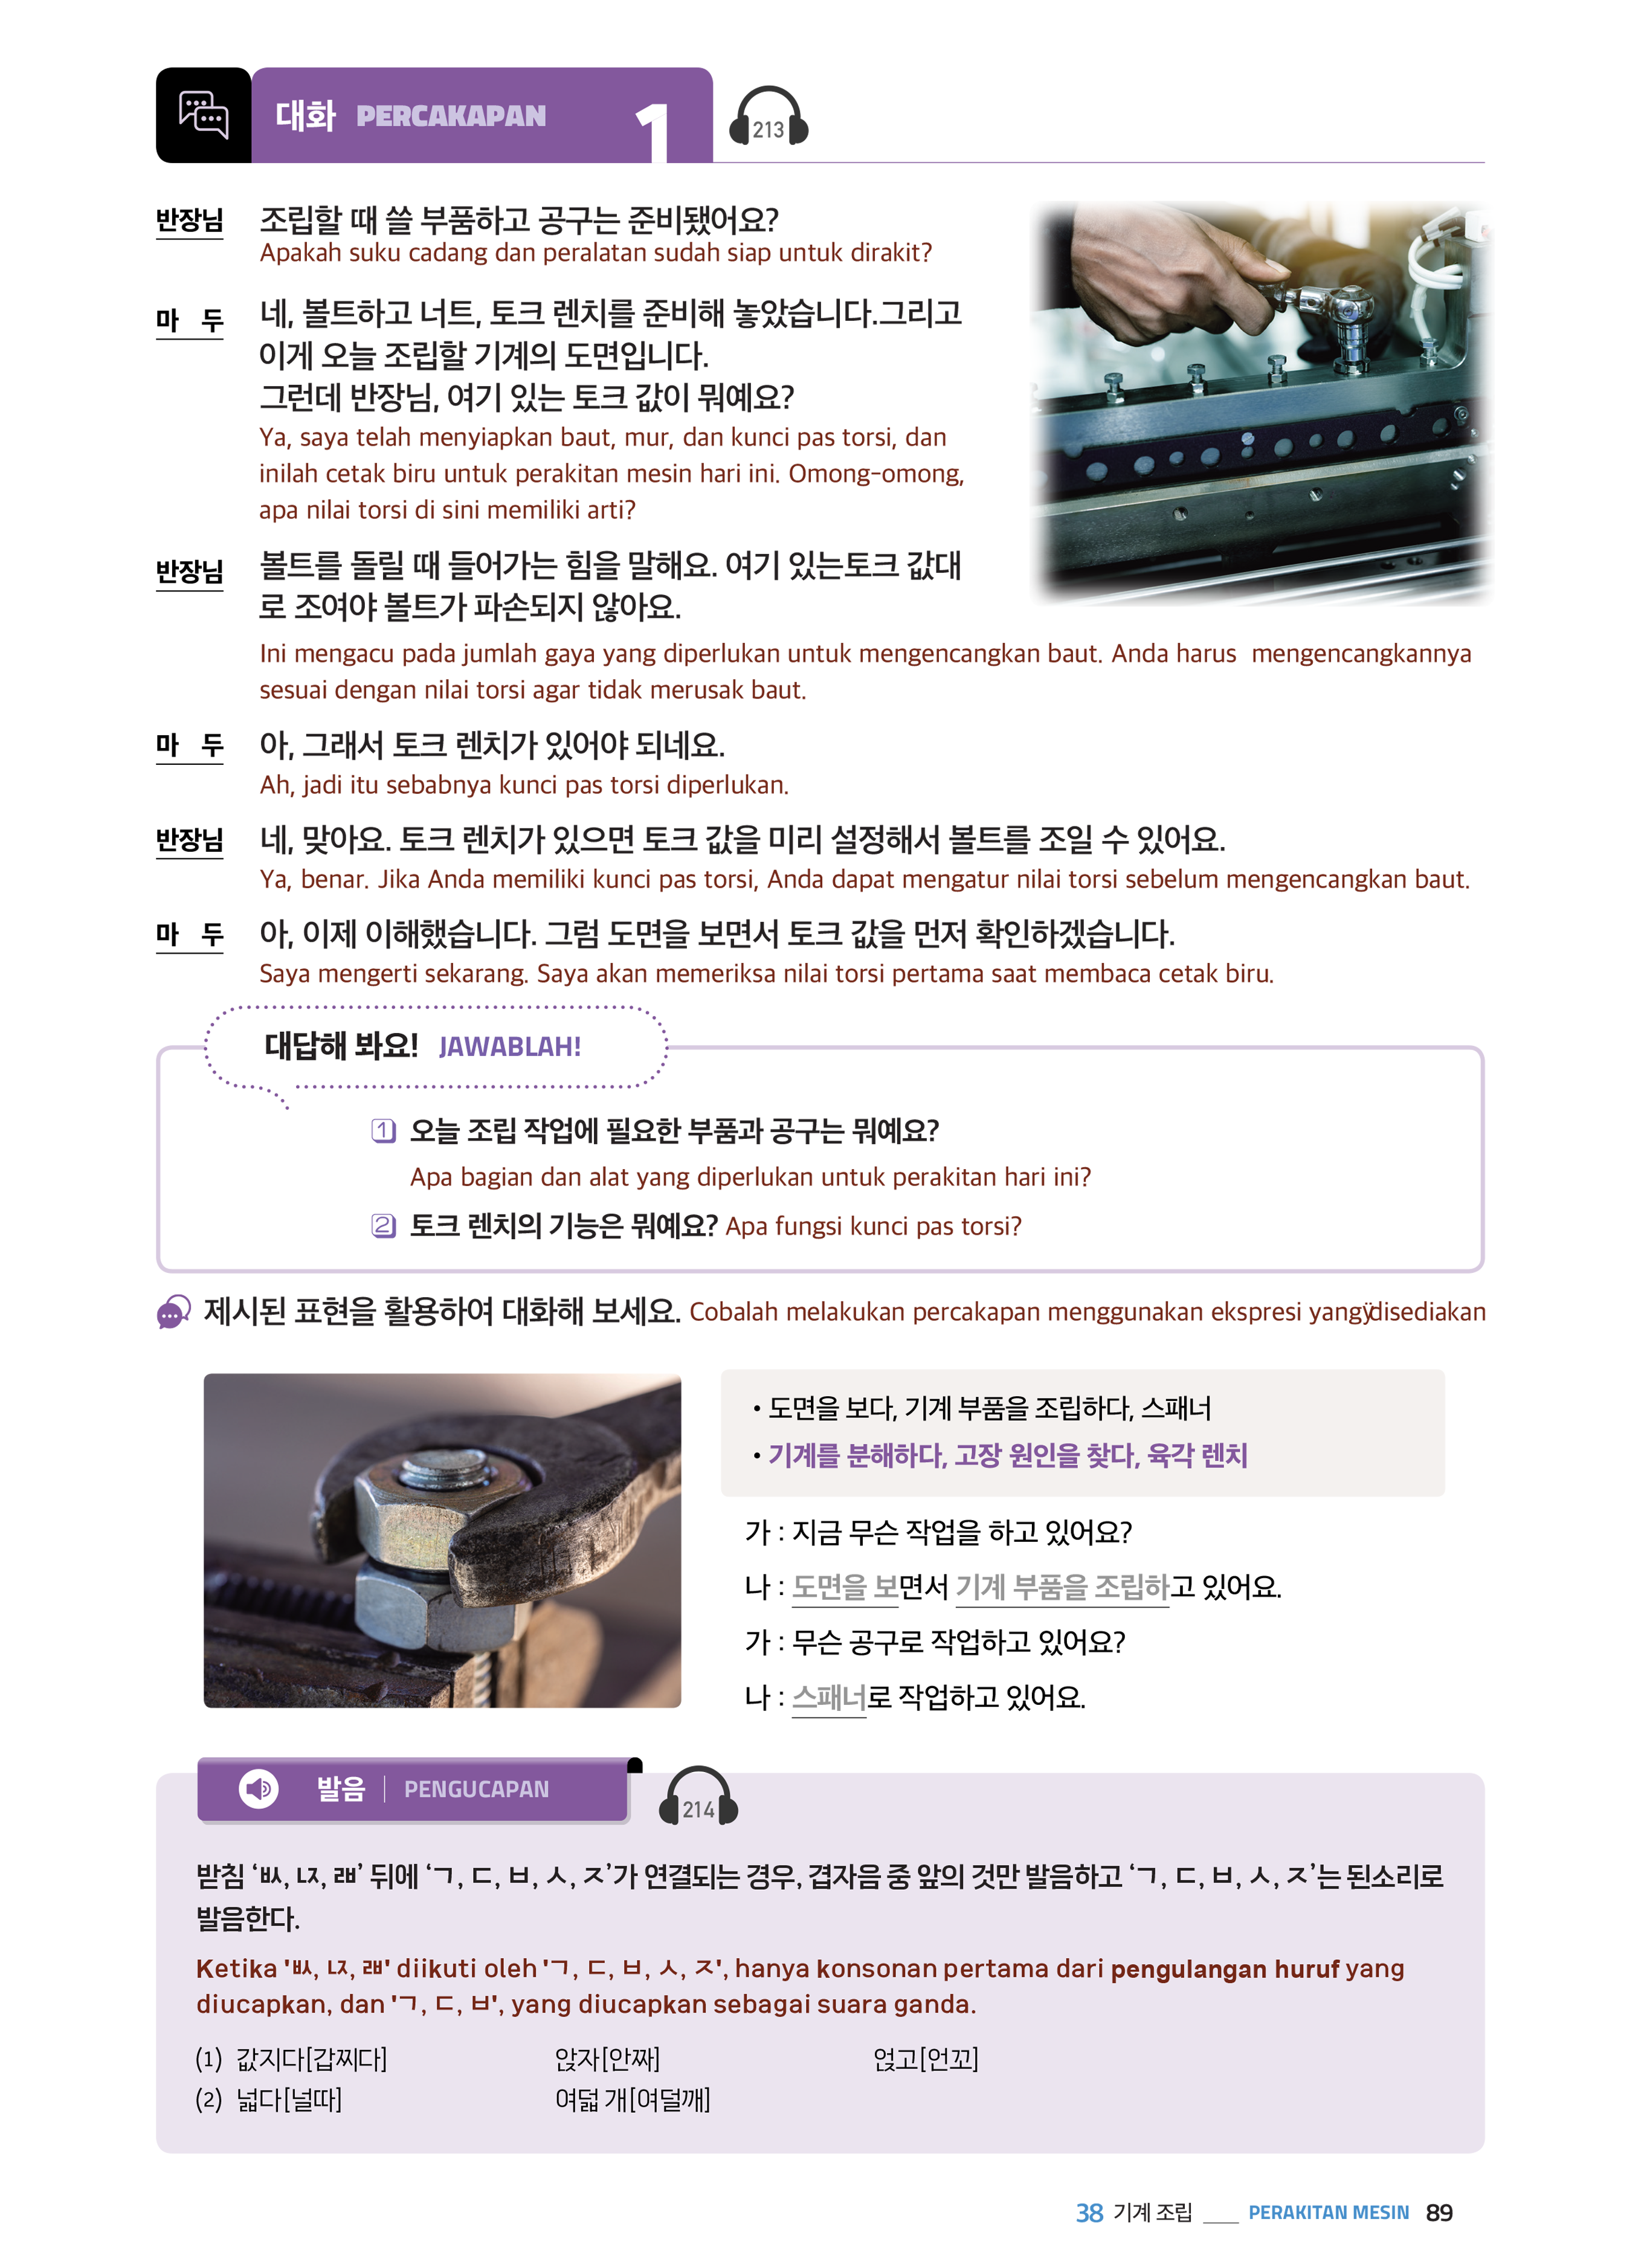 대화 PERCAKAPAN 1 213
반장님 조립할 때 쓸 부품하고 공구는 준비됐어요?
Apakah suku cadang dan peralatan sudah siap untuk dirakit?
마 두 네, 볼트하고 너트, 토크 렌치를 준비해 놓았습니다.그리고
이게 오늘 조립할 기계의 도면입니다.
그런데 반장님, 여기 있는 토크 값이 뭐예요?
Ya, saya telah menyiapkan baut, mur, dan kunci pas torsi, dan
inilah cetak biru untuk perakitan mesin hari ini. Omong-omong,
apa nilai torsi di sini memiliki arti?
반장님 볼트를 돌릴 때 들어가는 힘을 말해요. 여기 있는토크 값대
로 조여야 볼트가 파손되지 않아요.
Ini mengacu pada jumlah gaya yang diperlukan untuk mengencangkan baut. Anda harus mengencangkannya
sesuai dengan nilai torsi agar tidak merusak baut.
마 두 아, 그래서 토크 렌치가 있어야 되네요.
Ah, jadi itu sebabnya kunci pas torsi diperlukan.
반장님 네, 맞아요. 토크 렌치가 있으면 토크 값을 미리 설정해서 볼트를 조일 수 있어요.
Ya, benar. Jika Anda memiliki kunci pas torsi, Anda dapat mengatur nilai torsi sebelum mengencangkan baut.
마 두 아, 이제 이해했습니다. 그럼 도면을 보면서 토크 값을 먼저 확인하겠습니다.
Saya mengerti sekarang. Saya akan memeriksa nilai torsi pertama saat membaca cetak biru.
대답해 봐요! JAWABLAH!
1 오늘 조립 작업에 필요한 부품과 공구는 뭐예요?
Apa bagian dan alat yang diperlukan untuk perakitan hari ini?
2 토크 렌치의 기능은 뭐예요? Apa fungsi kunci pas torsi?
제시된 표현을 활용하여 대화해 보세요. Cobalah melakukan percakapan menggunakan ekspresi yangÿdisediakan
• 도면을 보다, 기계 부품을 조립하다, 스패너
• 기계를 분해하다, 고장 원인을 찾다, 육각 렌치
가 : 지금 무슨 작업을 하고 있어요?
나 : 도면을 보면서 기계 부품을 조립하고 있어요.
가 : 무슨 공구로 작업하고 있어요?
나 : 스패너로 작업하고 있어요.
발음 | PENGUCAPAN 214
받침 ‘ㅄ, ㄵ, ㄼ’ 뒤에 ‘ㄱ, ㄷ, ㅂ, ㅅ, ㅈ’가 연결되는 경우, 겹자음 중 앞의 것만 발음하고 ‘ㄱ, ㄷ, ㅂ, ㅅ, ㅈ’는 된소리로
발음한다.
Ketika 'ㅄ, ㄵ, ㄼ' diikuti oleh 'ㄱ, ㄷ, ㅂ, ㅅ, ㅈ', hanya konsonan pertama dari pengulangan huruf yang
diucapkan, dan 'ㄱ, ㄷ, ㅂ', yang diucapkan sebagai suara ganda.
(1) 값지다[갑찌다] 앉자[안짜] 얹고[언꼬]
(2) 넓다[널따] 여덟 개[여덜깨]
38 기계 조립 ___ PERAKITAN MESIN 89